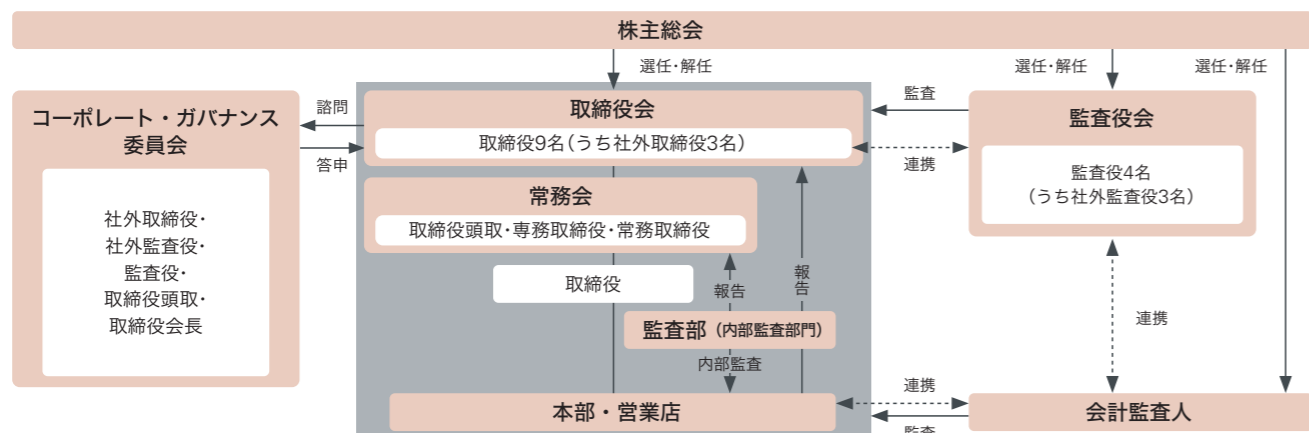 株主総会
選任・解任
選任・解任
選任・解任
コーポレート・ガバナンス
委員会
社外取締役・
社外監査役・
監査役・
取締役頭取・
取締役会長
諮問
答申
取締役会
取締役9名(うち社外取締役3名)
監査
連携
監査役会
監査役4名
(うち社外監査役3名)
常務会
取締役頭取・専務取締役・常務取締役
取締役
報告
報告
監査部(内部監査部門)
内部監査
連携
本部・営業店
連携
監査
会計監査人